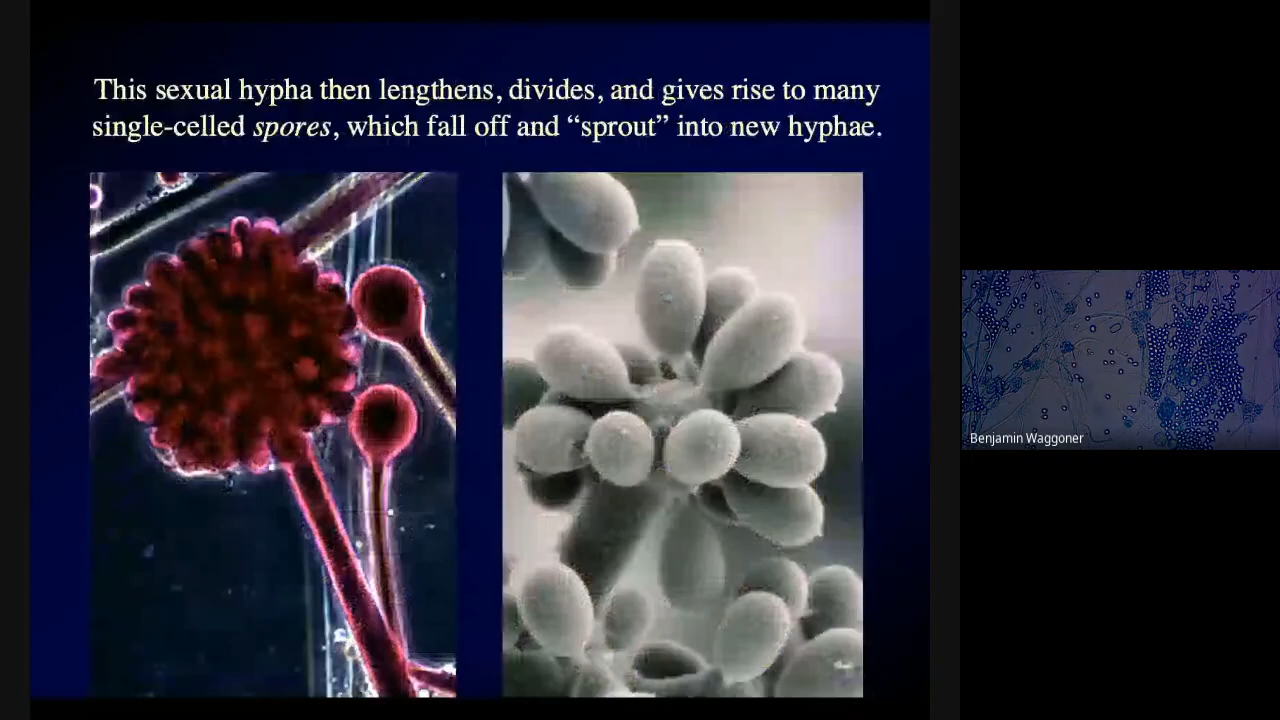 This sexual hypha then lengthens, divides, and gives rise to many
single-celled spores, which fall off and “sprout” into new hyphae.
Benjamin Waggoner